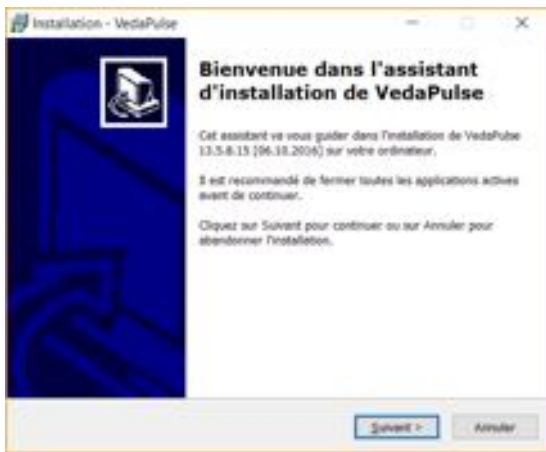 Installation - VedaPulse
Bienvenue dans l'assistant
d'installation de VedaPulse
Cet assistant va vous guider dans l'installation de VedaPulse
13.5.8.15 [06.10.2016] sur votre ordinateur.
Il est recommandé de fermer toutes les applications actives
avant de continuer.
Cliquez sur Suivant pour continuer ou sur Annuler pour
abandonner l'installation.
Suivant >
Annuler